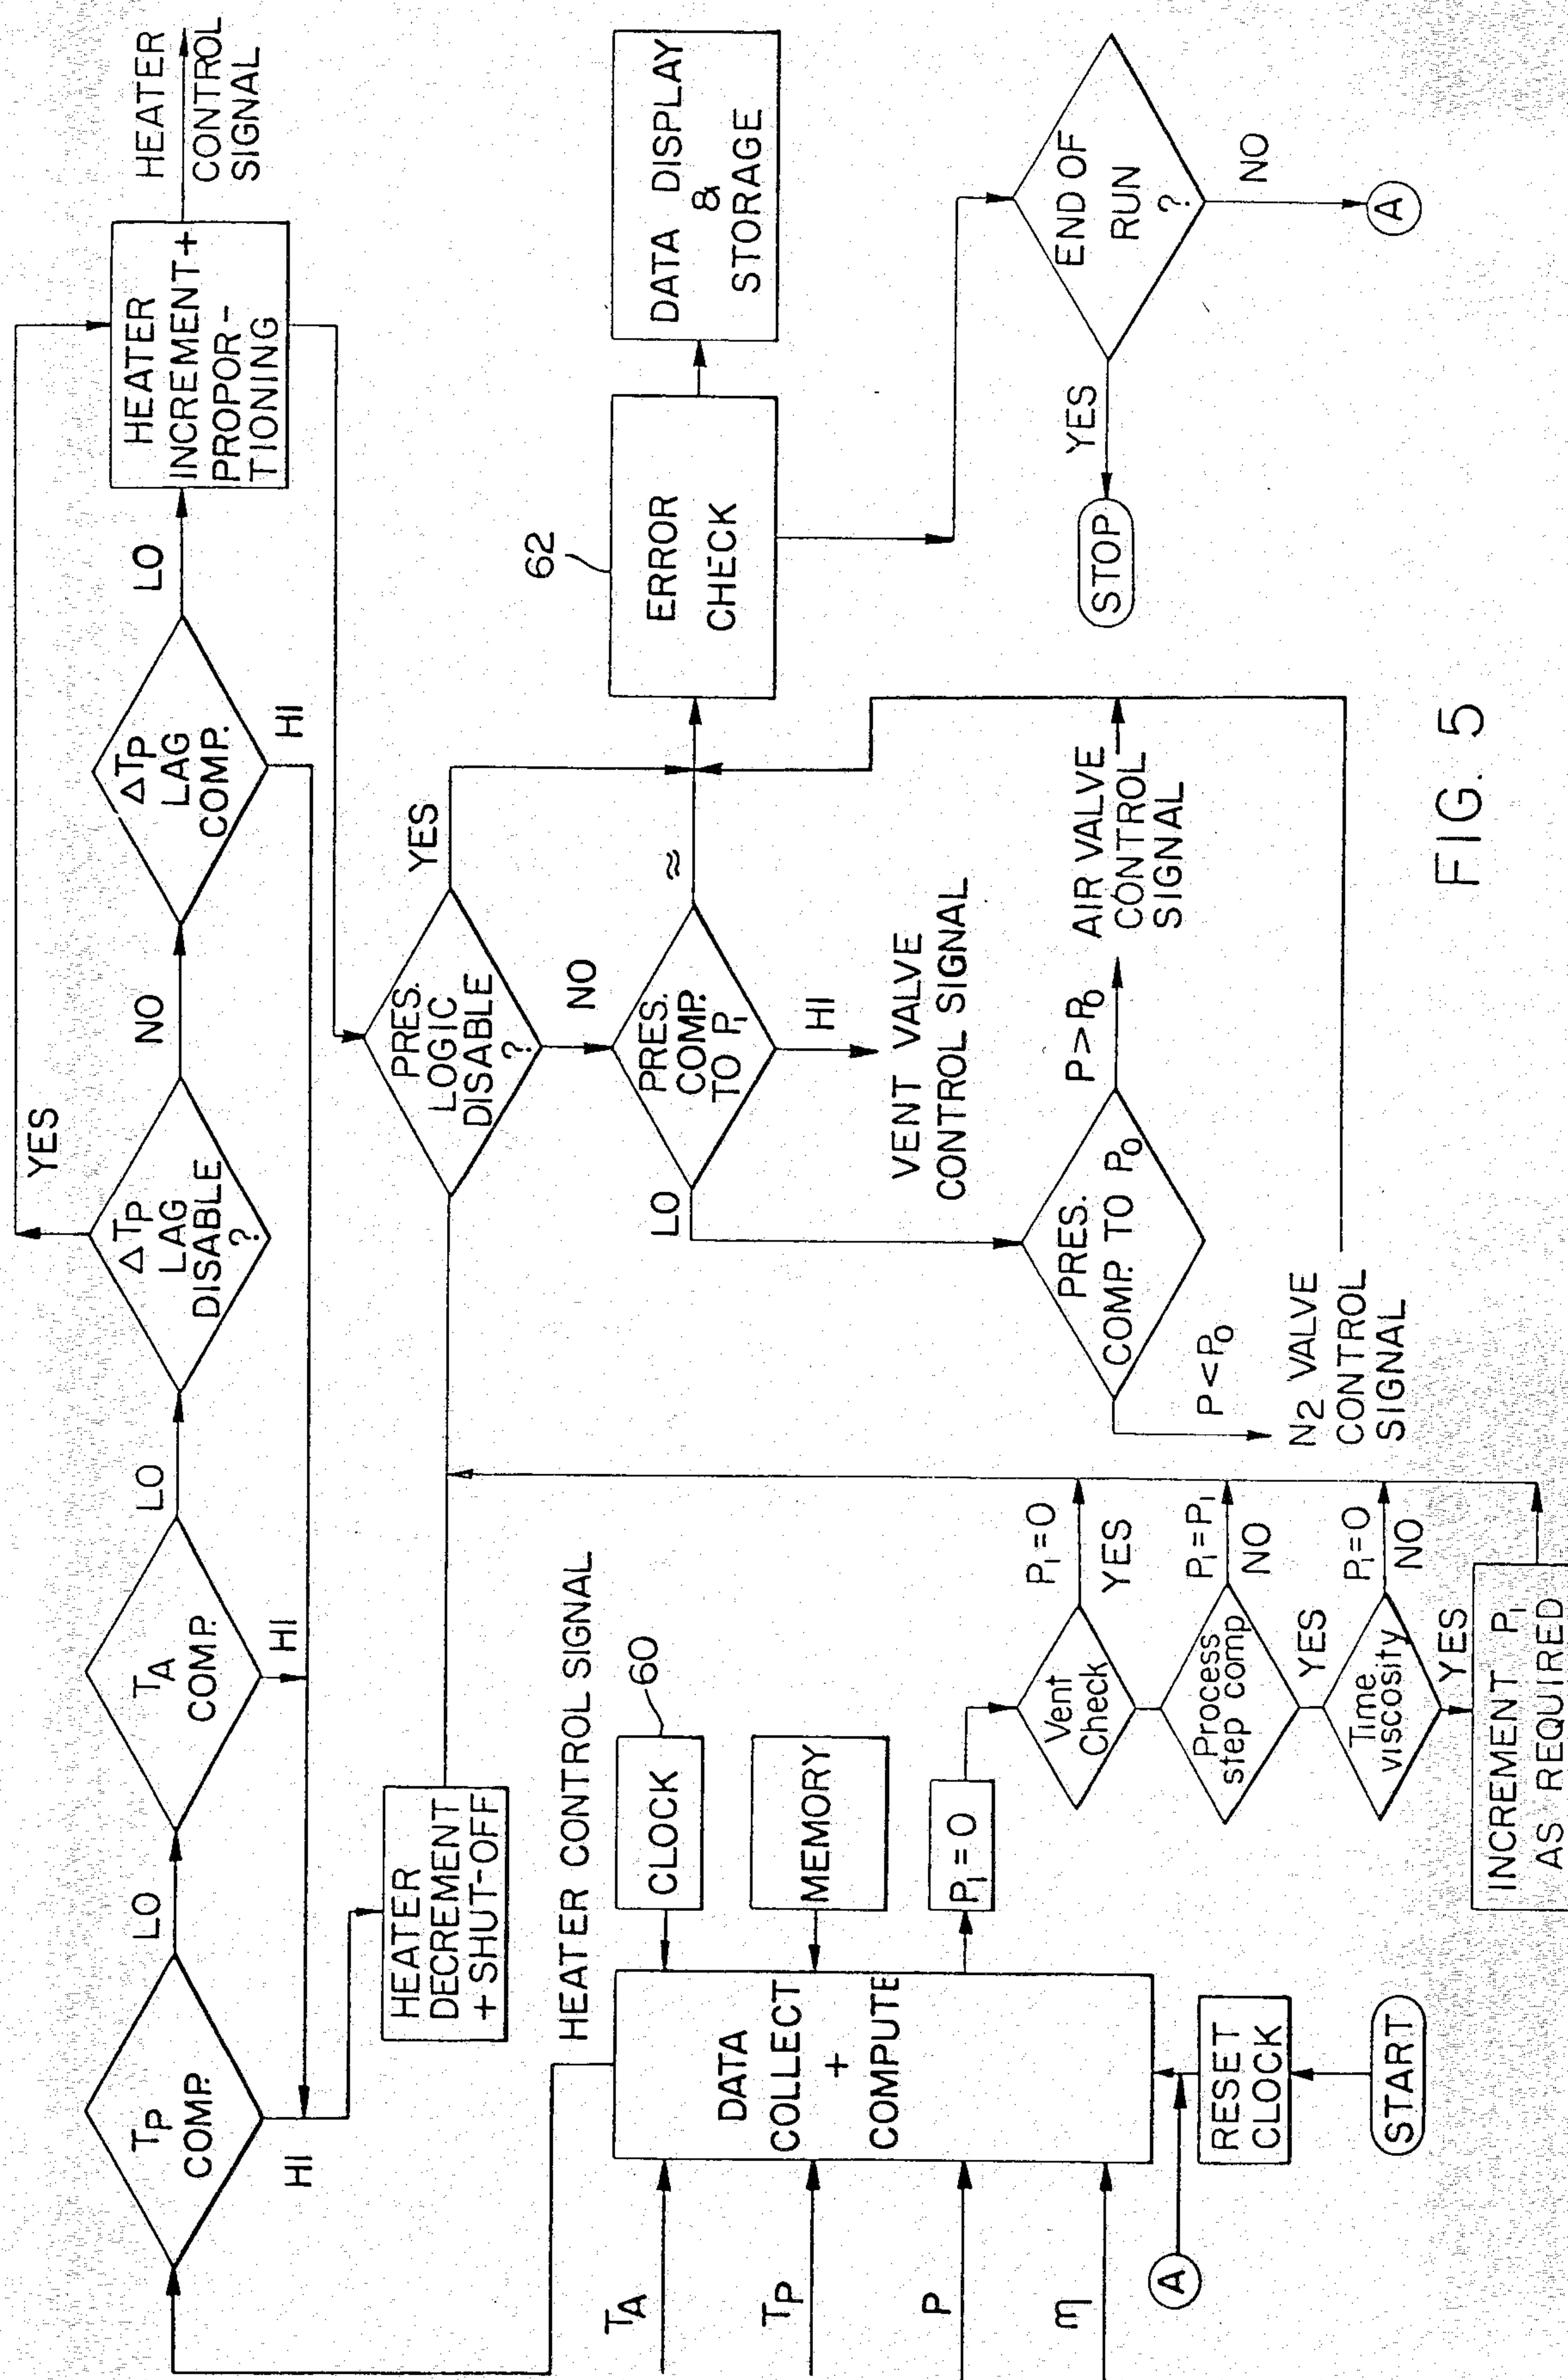 TP
COMP.
LO
HI
TA
COMP.
LO
HI
ΔTP
LAG
DISABLE
?
YES
NO
ΔTP
LAG
COMP.
LO
HI
HEATER
INCREMENT+
PROPOR-
TIONING
HEATER
CONTROL
SIGNAL
HEATER
DECREMENT
+ SHUT-OFF
HEATER CONTROL SIGNAL
PRES.
LOGIC
DISABLE
?
YES
NO
PRES.
COMP.
TO P1
≈
LO
HI
VENT VALVE
CONTROL SIGNAL
62
ERROR
CHECK
DATA DISPLAY
&
STORAGE
TA
TP
P
η
DATA
COLLECT
+
COMPUTE
60
CLOCK
MEMORY
P1=0
Vent
Check
P1=0
YES
Process
step comp
P1=P1
NO
YES
Time
viscosity
P1=0
NO
YES
INCREMENT P1
AS REQUIRED
PRES.
COMP. TO P0
P<P0
P>P0
N2 VALVE
CONTROL
SIGNAL
AIR VALVE
CONTROL
SIGNAL
END OF
RUN
?
YES
STOP
NO
A
A
RESET
CLOCK
START
FIG. 5